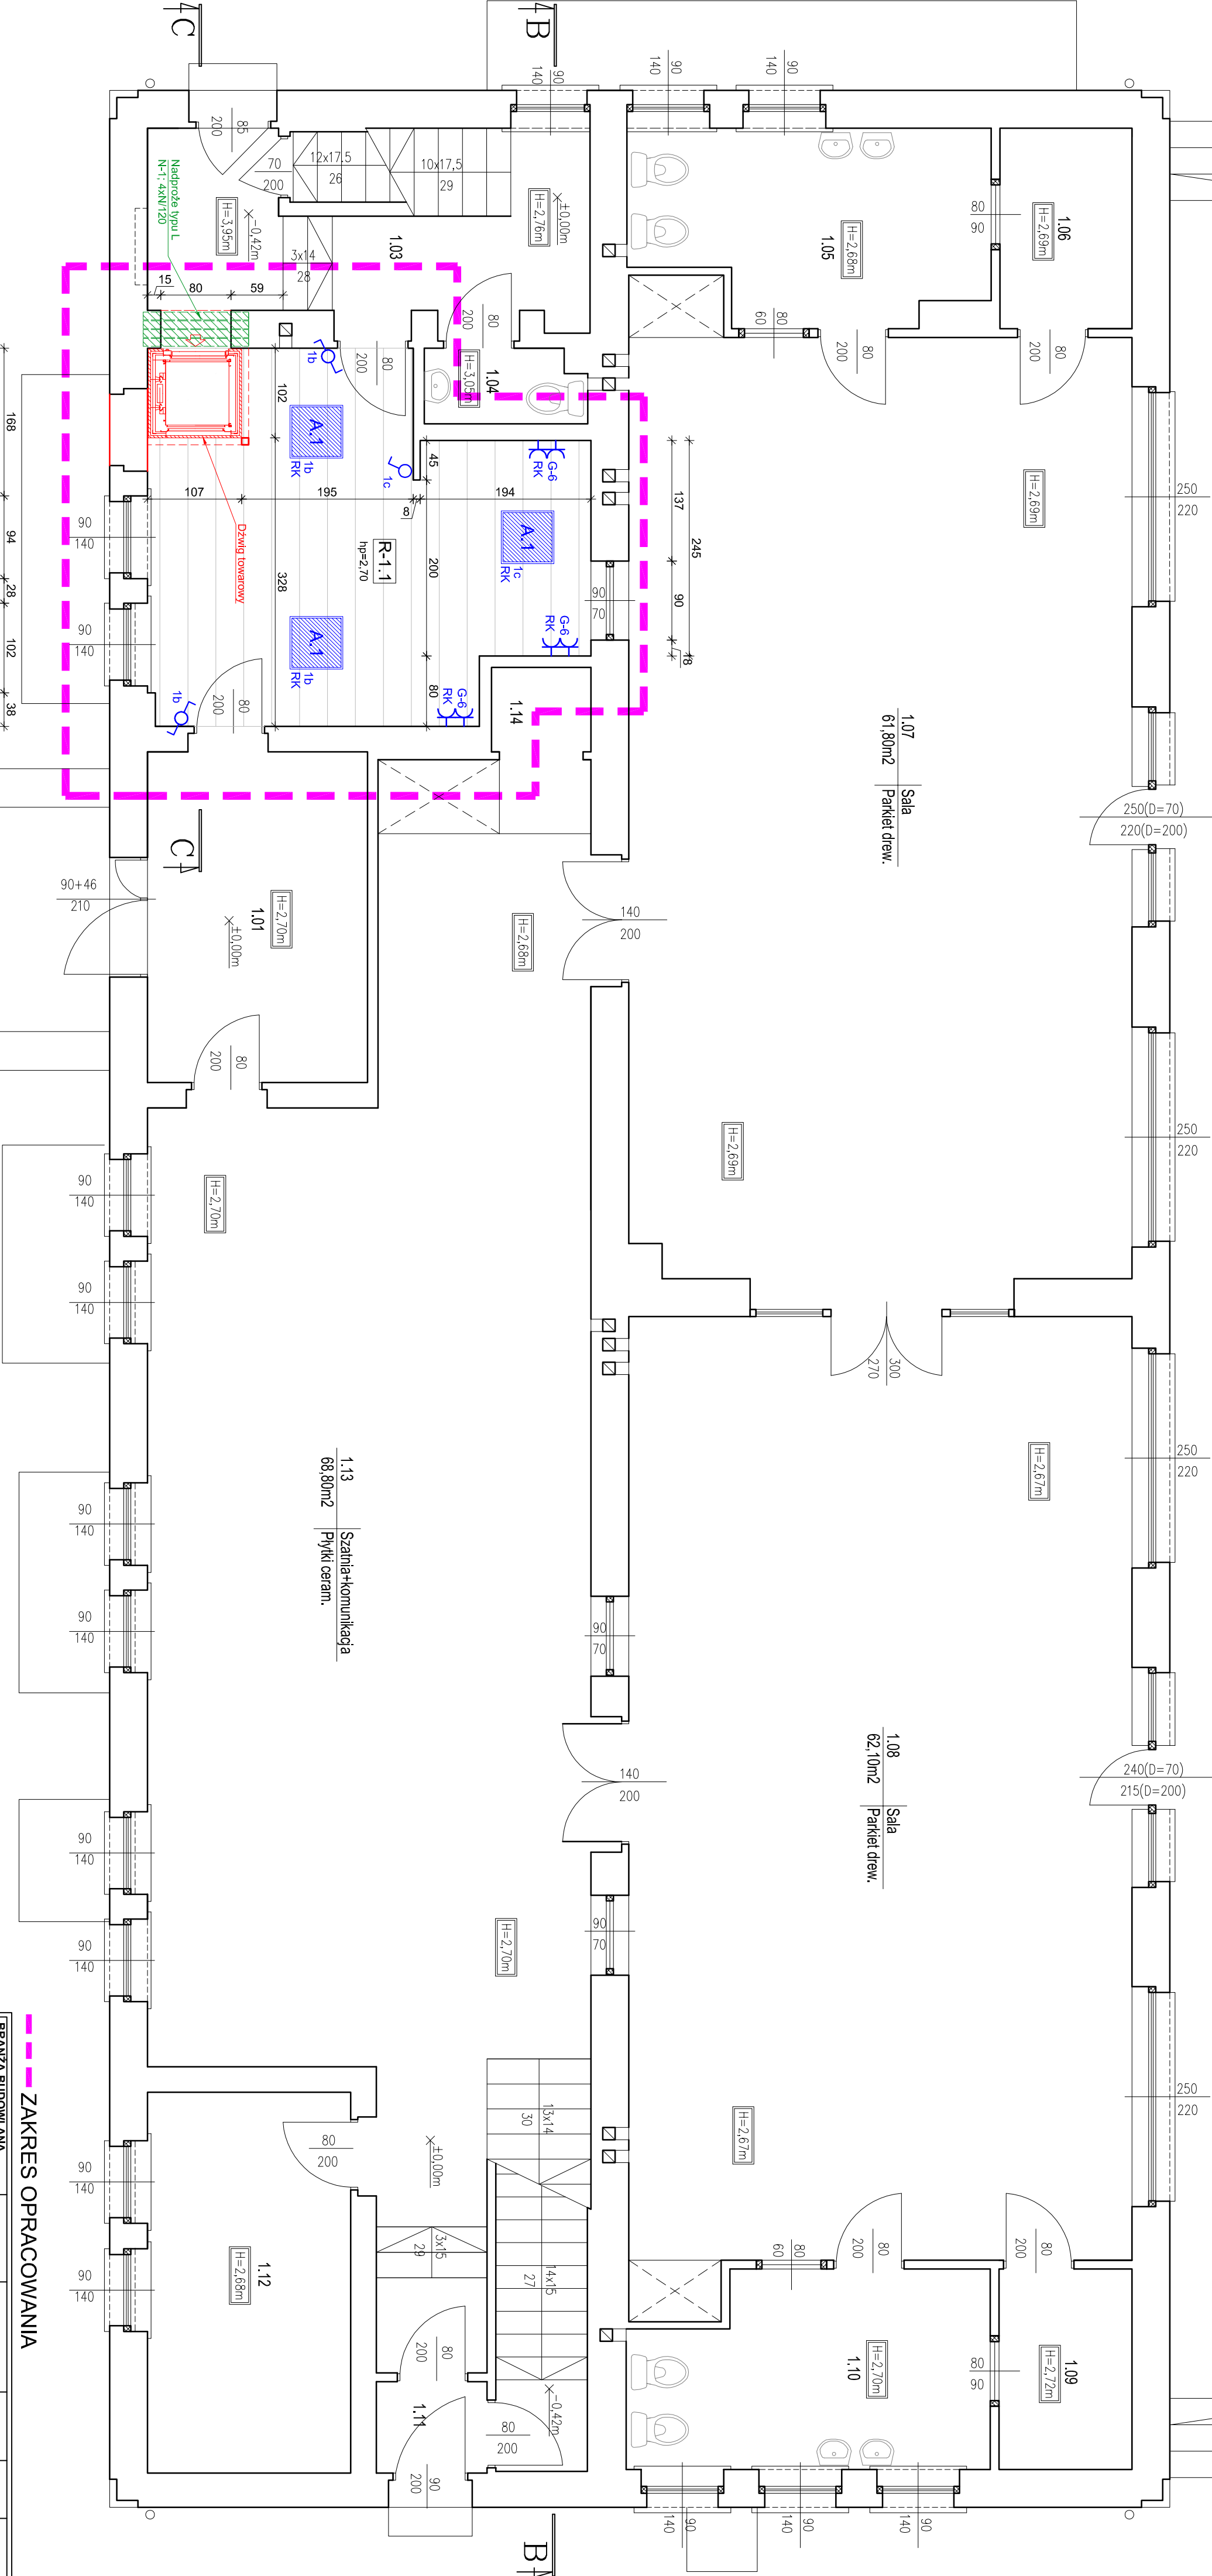 C
B
90
140
90
140
90
140
85
200
70
200
12x17,5
26
10x17,5
29
Nadproże typu L
N-1; 4xN/120
H=3,95m
-0,42m
3x14
28
1.03
H=2,76m
±0,00m
15
80
59
80
200
H=3,05m
1.04
80
200
1.05
H=2,68m
1.06
H=2,69m
80
90
80
60
80
200
80
200
H=2,69m
250
220
1b
102
A.1
1b
RK
1c
45
G-6
RK
137
245
107
195
8
194
A.1
1c
RK
Dźwig towarowy
328
R-1.1
hp=2,70
200
90
70
90
18
A.1
1b
RK
G-6
RK
G-6
RK
80
1b
80
200
1.14
168
94
28
102
38
90
140
90
140
1.07
61,80m2
Sala
Parkiet drew.
250(D=70)
220(D=200)
C
90+46
210
1.01
H=2,70m
±0,00m
H=2,68m
140
200
80
200
H=2,70m
H=2,69m
250
220
90
140
90
140
300
270
H=2,67m
250
220
1.13
68,80m2
Szatnia+komunikacja
Płytki ceram.
90
140
90
140
90
70
1.08
62,10m2
Sala
Parkiet drew.
140
200
240(D=70)
215(D=200)
90
140
90
140
90
70
H=2,70m
H=2,67m
250
220
13x14
30
80
200
±0,00m
3x15
29
14x15
27
1.12
H=2,68m
90
140
90
140
80
60
80
200
80
200
80
200
1.11
90
200
80
200
-0,42m
1.10
H=2,70m
80
90
1.09
H=2,72m
90
140
90
140
90
140
B
ZAKRES OPRACOWANIA
BRANŻA BUDOWLANA